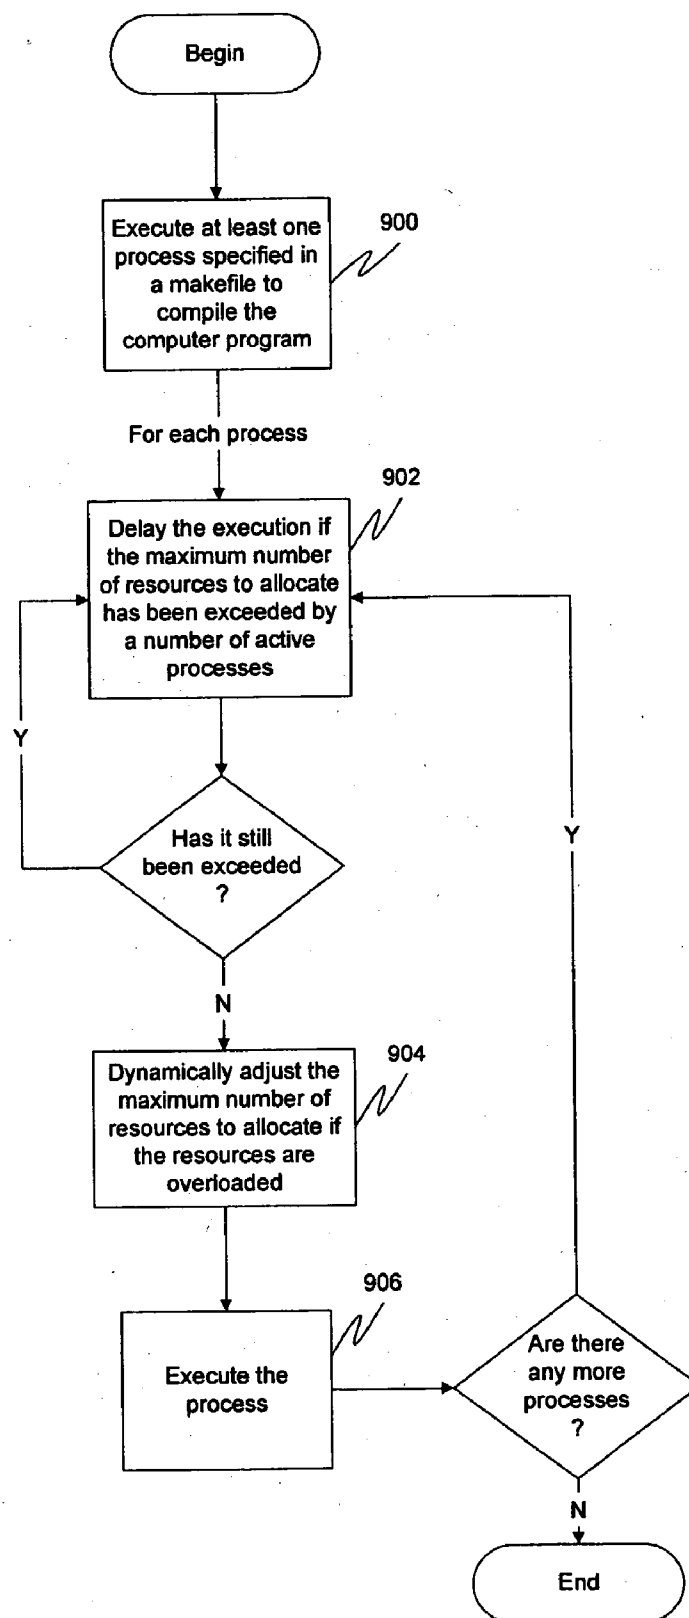 Begin
Execute at least one
process specified in
a makefile to
compile the
computer program
900
For each process
902
Delay the execution if
the maximum number
of resources to allocate
has been exceeded by
a number of active
processes
Y
Has it still
been exceeded
?
Y
N
904
Dynamically adjust the
maximum number of
resources to allocate if
the resources are
overloaded
906
Execute the
process
Are there
any more
processes
?
N
End